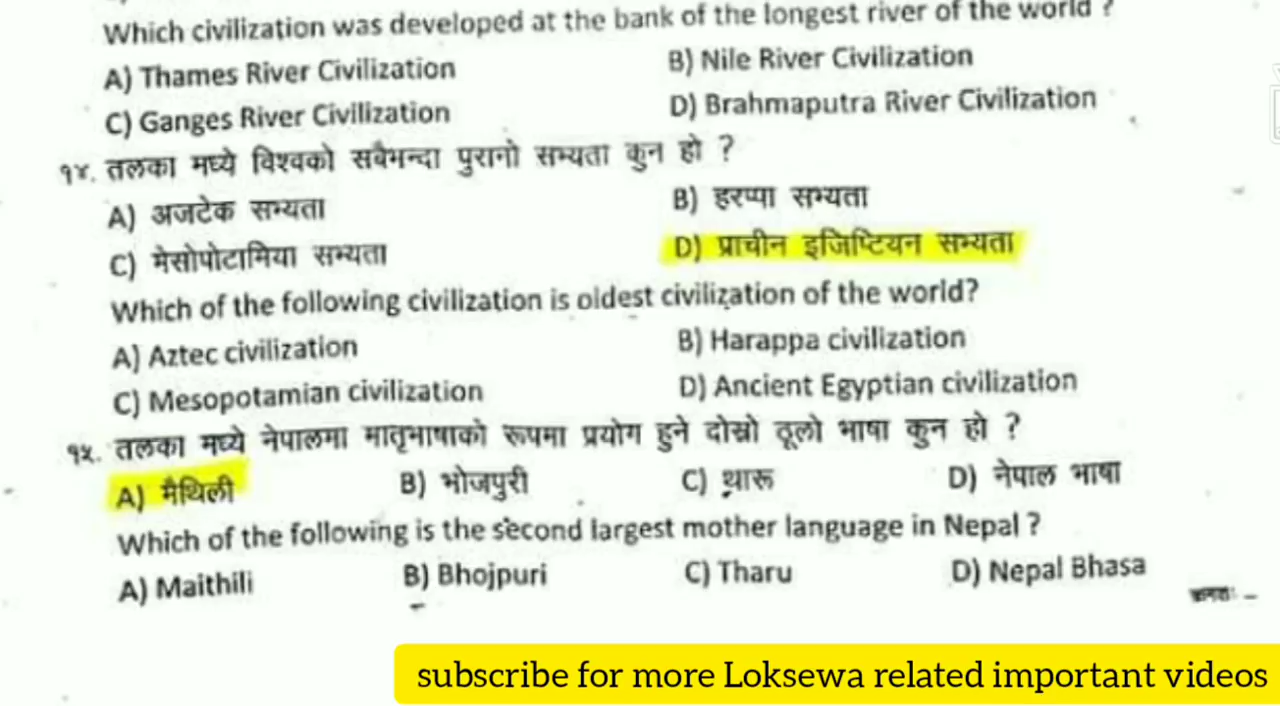 Which civilization was developed at the bank of the longest river of the world ?
A) Thames River Civilization B) Nile River Civilization
C) Ganges River Civilization D) Brahmaputra River Civilization
१४. तलका मध्ये विश्वको सबैभन्दा पुरानो सभ्यता कुन हो ?
A) अजटेक सभ्यता B) हरप्पा सभ्यता
C) मेसोपोटामिया सभ्यता D) प्राचीन इजिप्टियन सभ्यता
Which of the following civilization is oldest civilization of the world?
A) Aztec civilization B) Harappa civilization
C) Mesopotamian civilization D) Ancient Egyptian civilization
१५. तलका मध्ये नेपालमा मातृभाषाको रूपमा प्रयोग हुने दोस्रो ठूलो भाषा कुन हो ?
A) मैथिली B) भोजपुरी C) थारू D) नेपाल भाषा
Which of the following is the second largest mother language in Nepal ?
A) Maithili B) Bhojpuri C) Tharu D) Nepal Bhasa
क्रमशः –
subscribe for more Loksewa related important videos